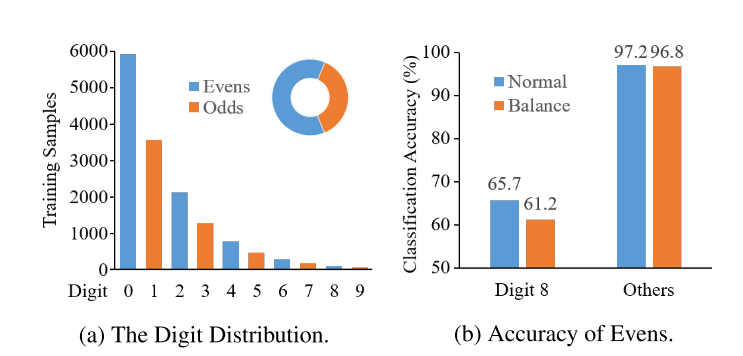 Training Samples
6000
5000
4000
3000
2000
1000
0
Evens
Odds
Digit 0 1 2 3 4 5 6 7 8 9
(a) The Digit Distribution.
Classification Accuracy (%)
100
90
80
70
60
50
Normal
Balance
65.7
61.2
97.2 96.8
Digit 8 Others
(b) Accuracy of Evens.